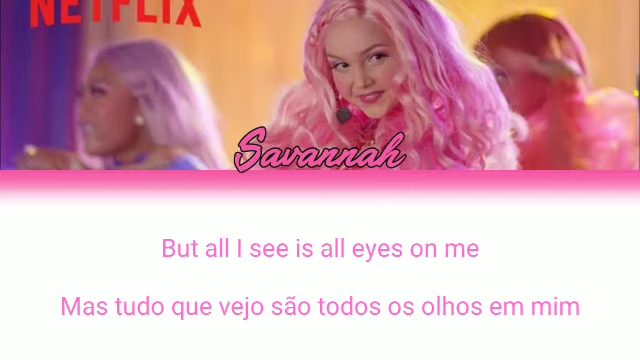 NETFLIX
Savannah
But all I see is all eyes on me
Mas tudo que vejo são todos os olhos em mim